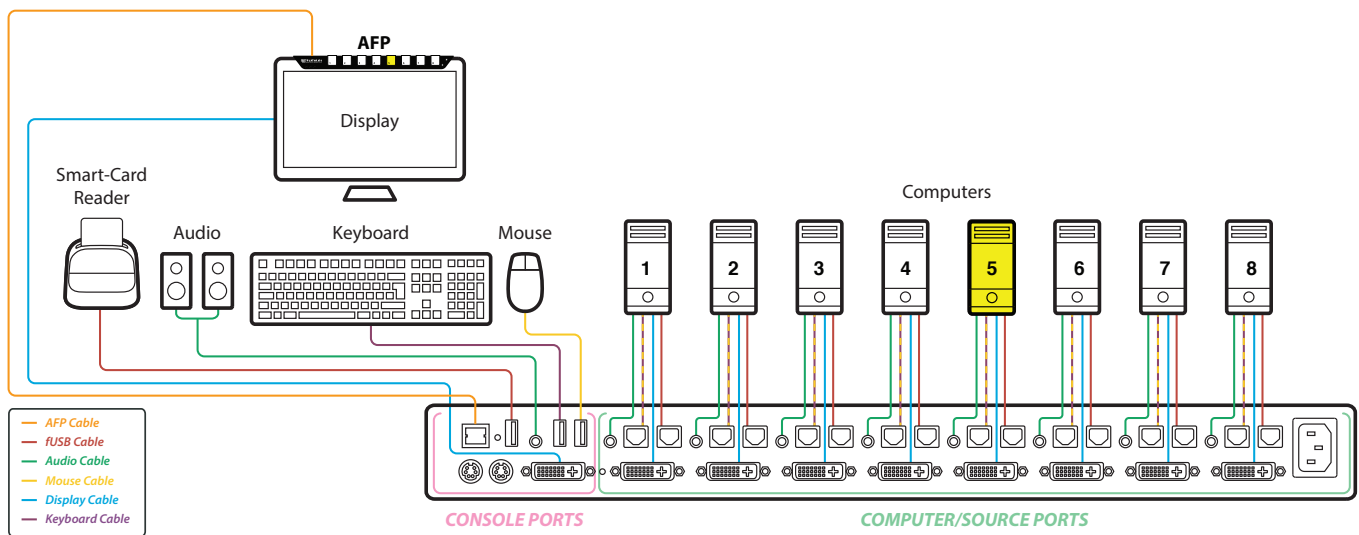 AFP
Display
Smart-Card
Reader
Audio
Keyboard
Mouse
Computers
1 2 3 4 5 6 7 8
AFP Cable
fUSB Cable
Audio Cable
Mouse Cable
Display Cable
Keyboard Cable
CONSOLE PORTS
COMPUTER/SOURCE PORTS